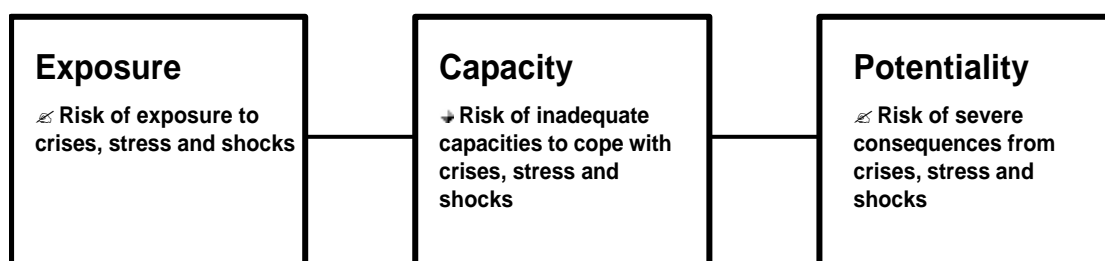 Exposure
Risk of exposure to
crises, stress and shocks
Capacity
Risk of inadequate
capacities to cope with
crises, stress and
shocks
Potentiality
Risk of severe
consequences from
crises, stress and
shocks